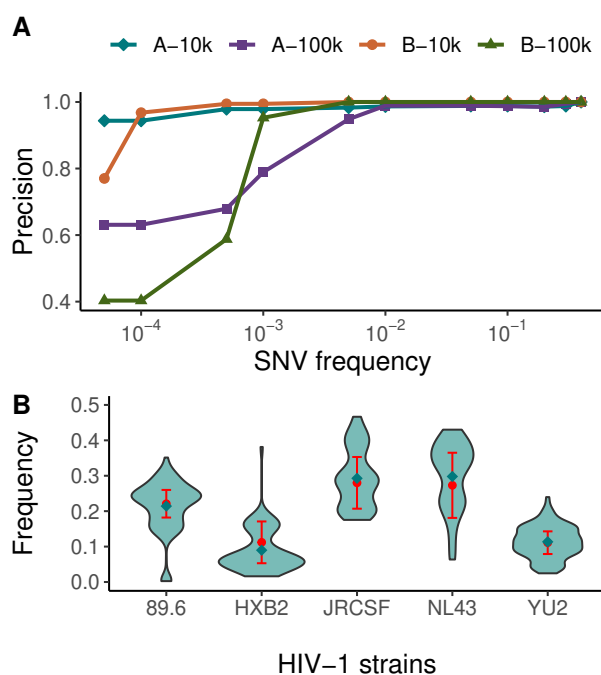 A
A−10k A−100k B−10k B−100k
1.0
0.8
0.6
0.4
Precision
10⁻⁴ 10⁻³ 10⁻² 10⁻¹
SNV frequency
B
0.5
0.4
0.3
0.2
0.1
0.0
Frequency
89.6 HXB2 JRCSF NL43 YU2
HIV−1 strains